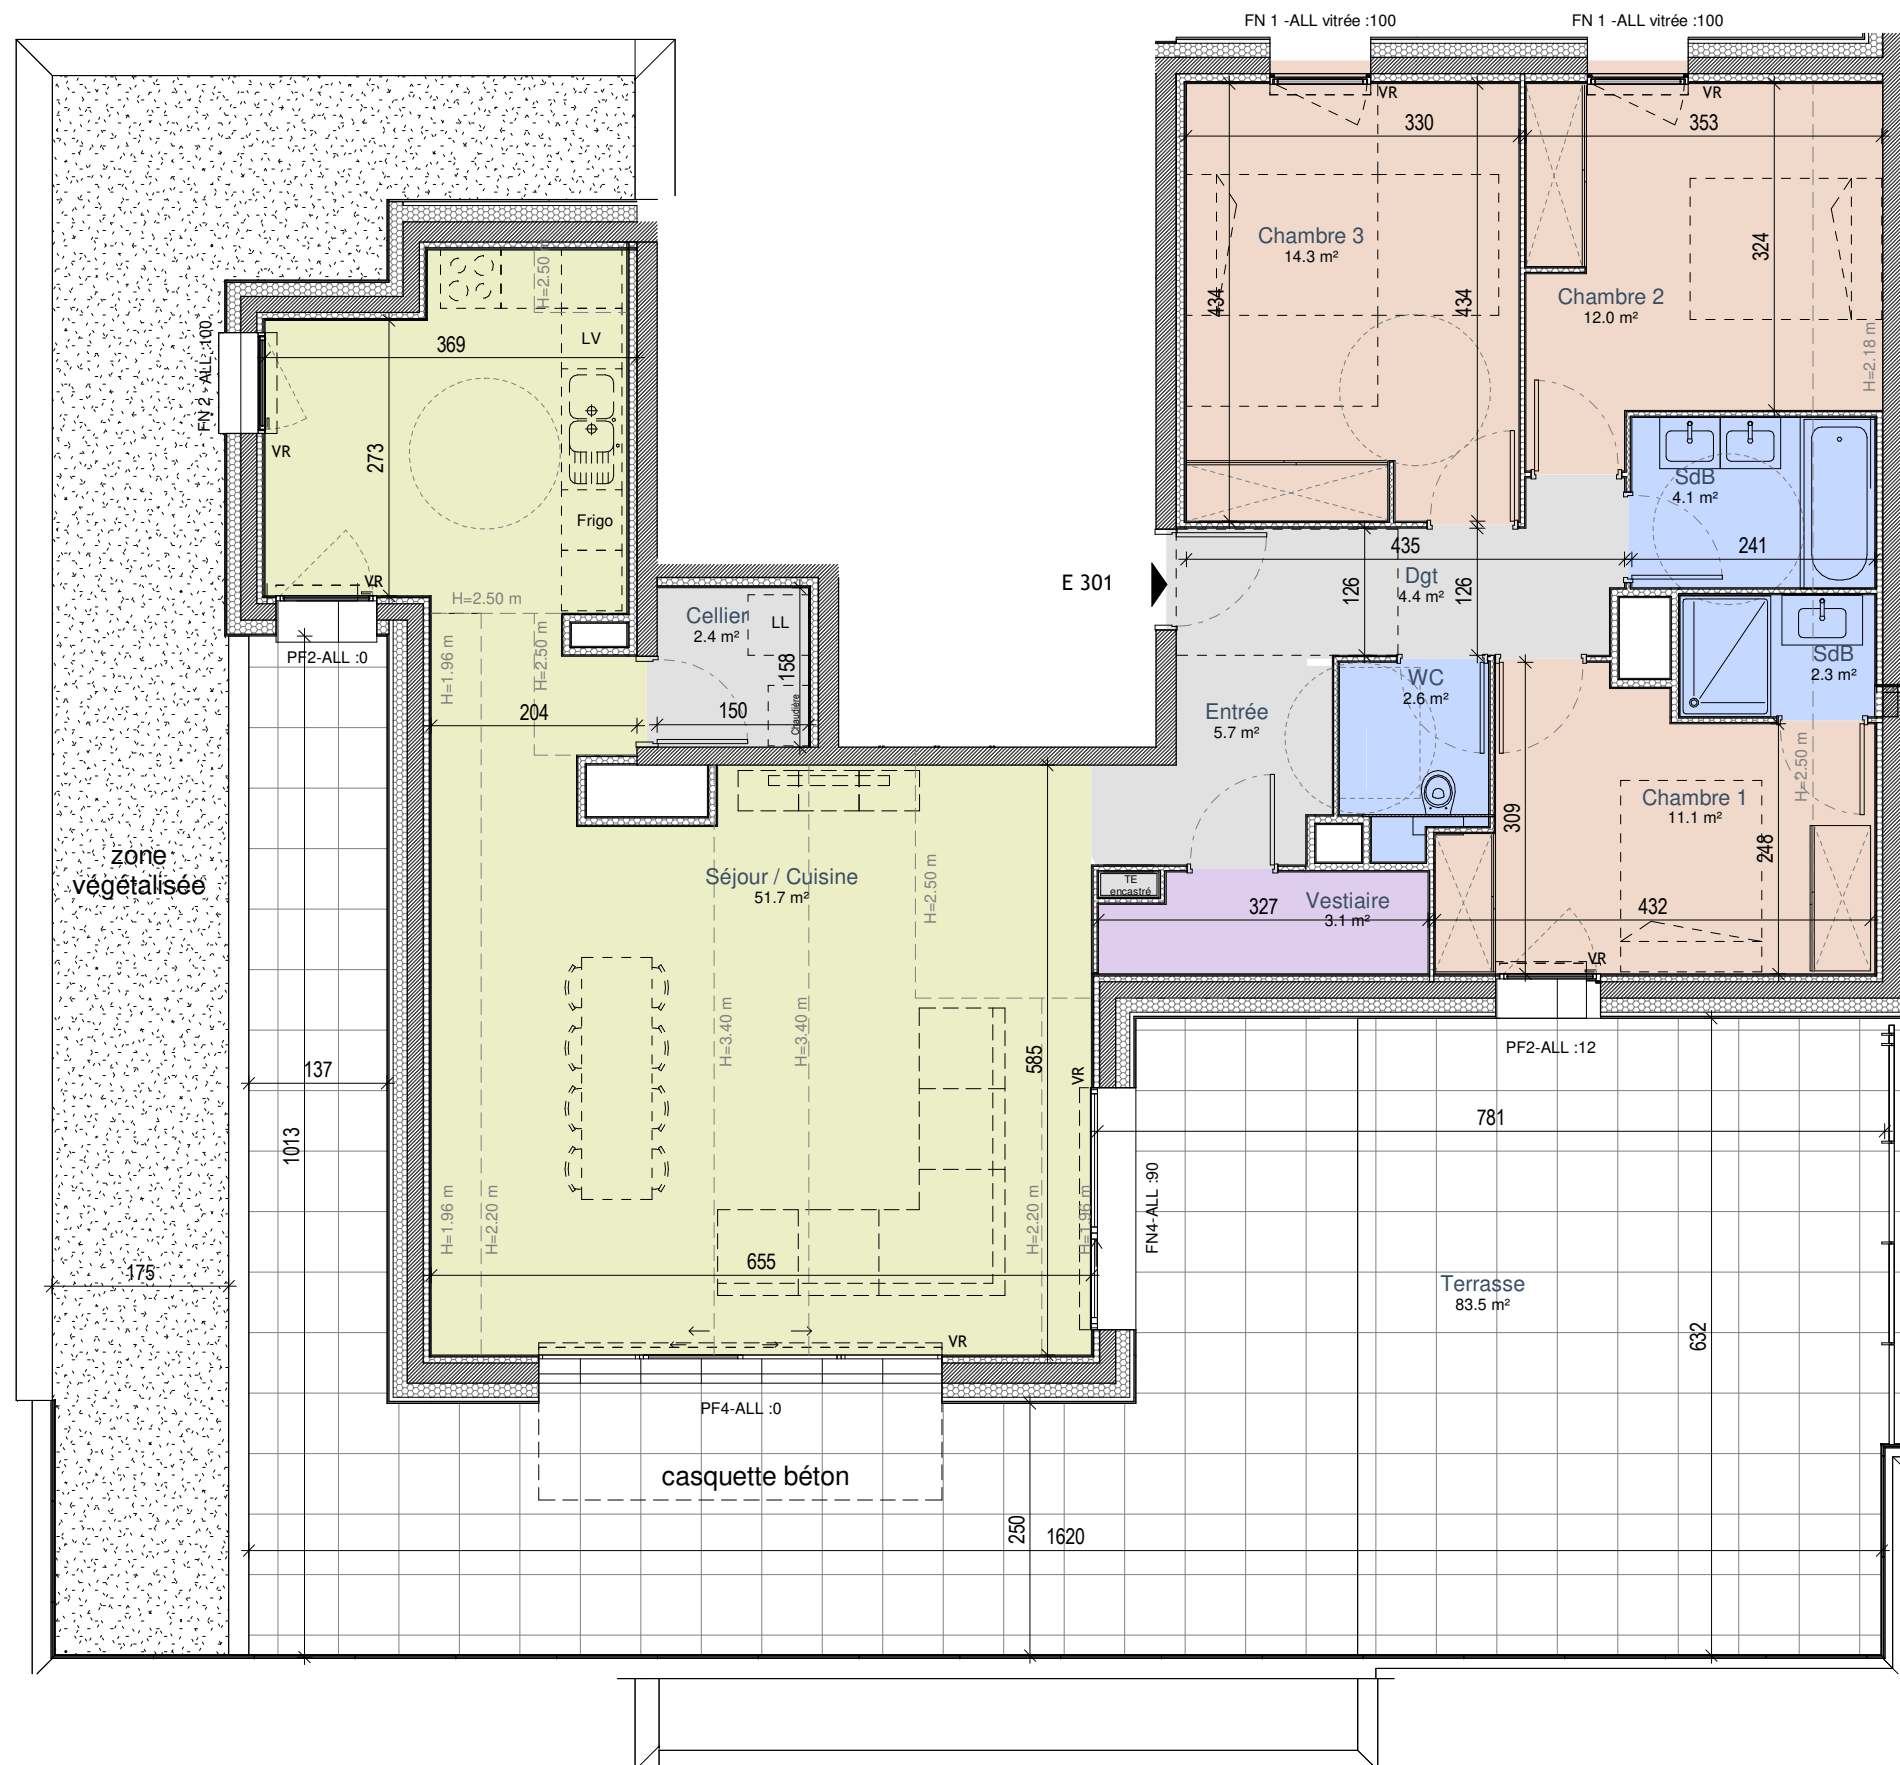 FN 1 -ALL vitrée :100
FN 1 -ALL vitrée :100
VR
VR
330
353
Chambre 3
14.3 m²
434
434
324
Chambre 2
12.0 m²
H=2.18 m
H=2.50
LV
369
FN 2 - ALL :100
VR
273
Frigo
SdB
4.1 m²
435
241
E 301
Dgt
4.4 m²
126
126
VR
H=2.50 m
Cellier
2.4 m²
LL
158
Chaudière
PF2-ALL :0
H=1.96 m
H=2.50 m
SdB
2.3 m²
WC
2.6 m²
204
150
Entrée
5.7 m²
H=2.50 m
Chambre 1
11.1 m²
309
248
zone
végétalisée
Séjour / Cuisine
51.7 m²
H=2.50 m
TE
encastré
327
Vestiaire
3.1 m²
432
VR
H=3.40 m
H=3.40 m
585
VR
PF2-ALL :12
137
781
1013
FN4-ALL :90
H=1.96 m
H=2.20 m
H=2.20 m
H=1.96 m
655
175
Terrasse
83.5 m²
632
VR
PF4-ALL :0
casquette béton
250
1620